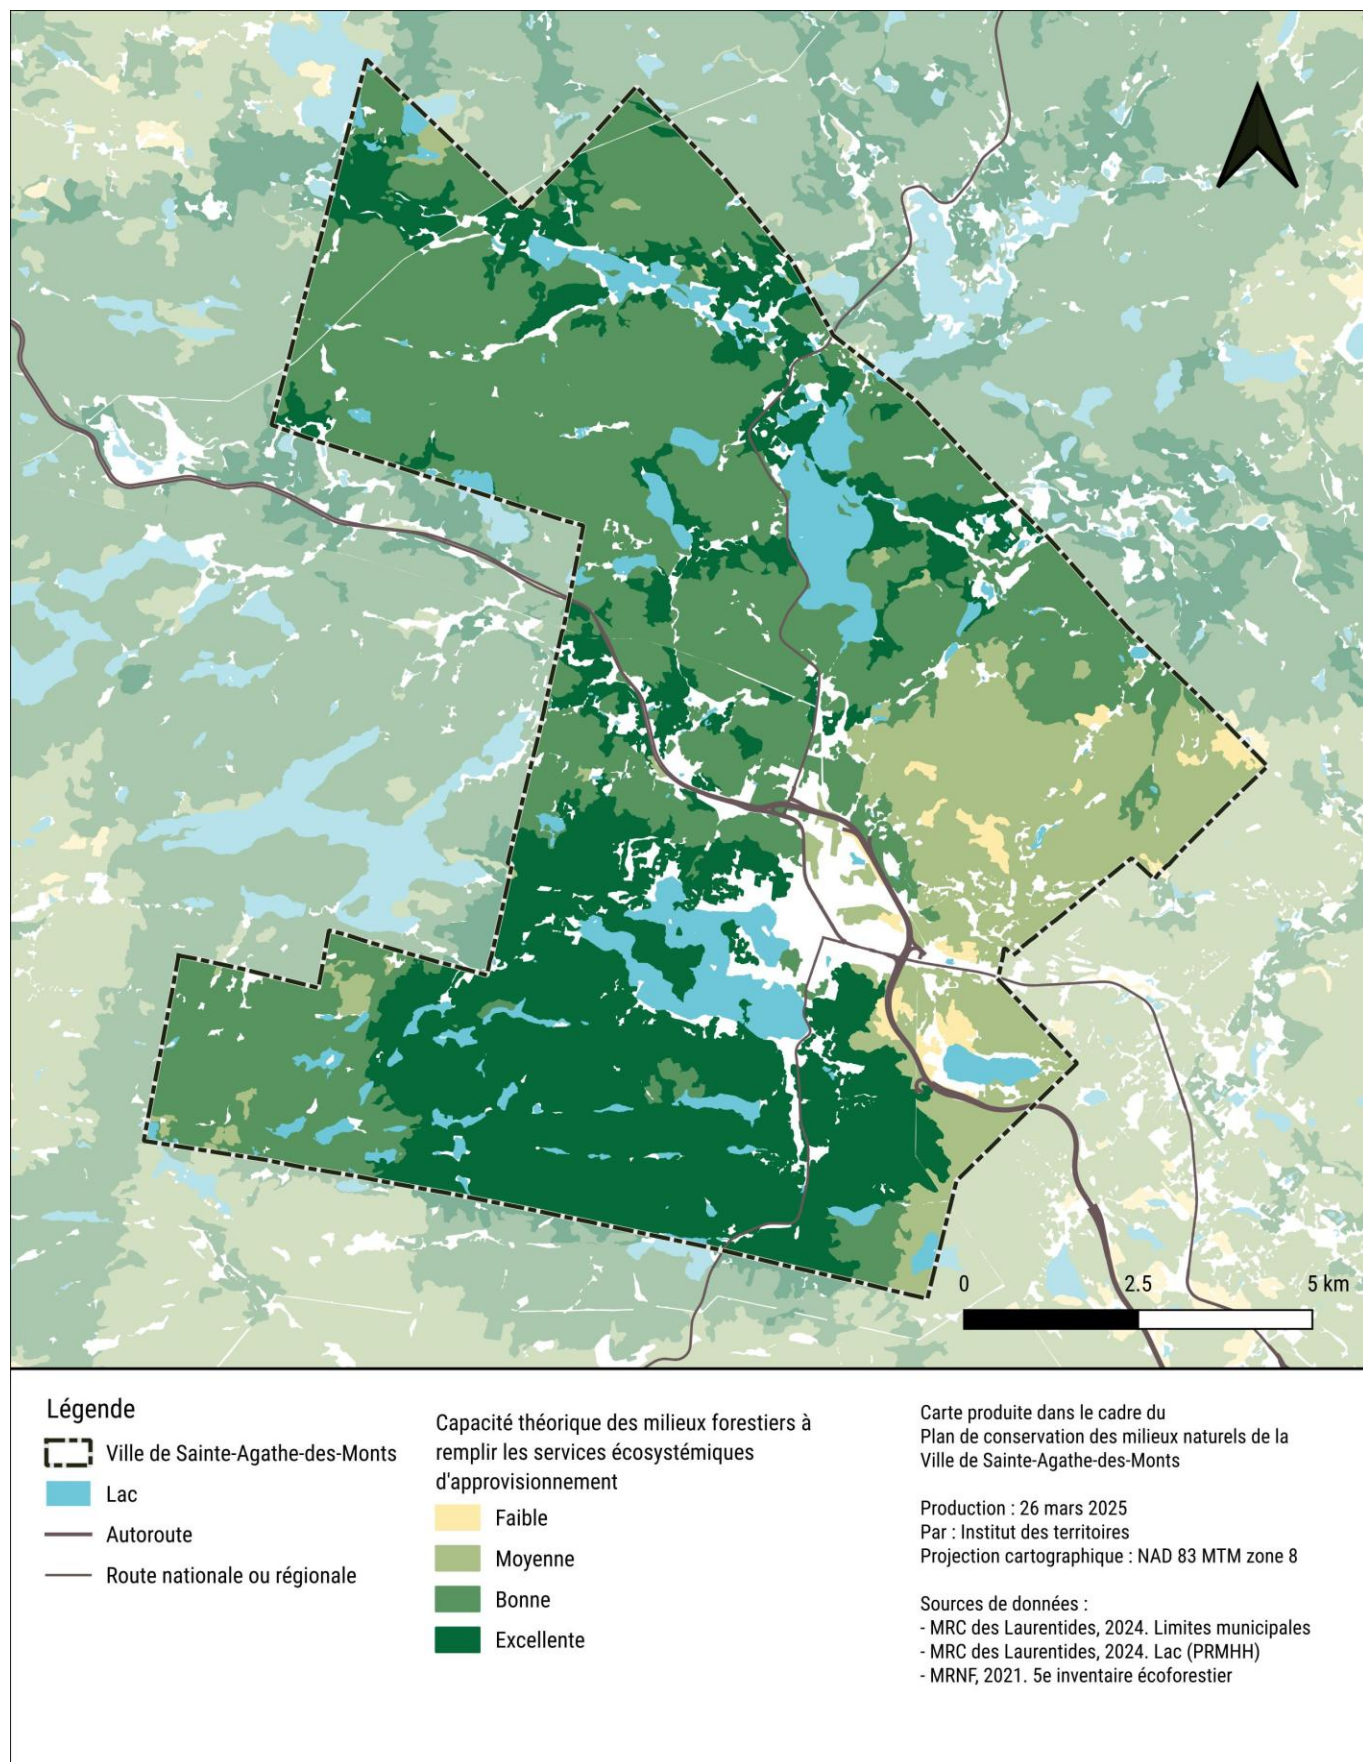 0 2.5 5 km
Légende
Ville de Sainte-Agathe-des-Monts
Lac
Autoroute
Route nationale ou régionale
Capacité théorique des milieux forestiers à
remplir les services écosystémiques
d'approvisionnement
Faible
Moyenne
Bonne
Excellente
Carte produite dans le cadre du
Plan de conservation des milieux naturels de la
Ville de Sainte-Agathe-des-Monts
Production : 26 mars 2025
Par : Institut des territoires
Projection cartographique : NAD 83 MTM zone 8
Sources de données :
- MRC des Laurentides, 2024. Limites municipales
- MRC des Laurentides, 2024. Lac (PRMHH)
- MRNF, 2021. 5e inventaire écoforestier